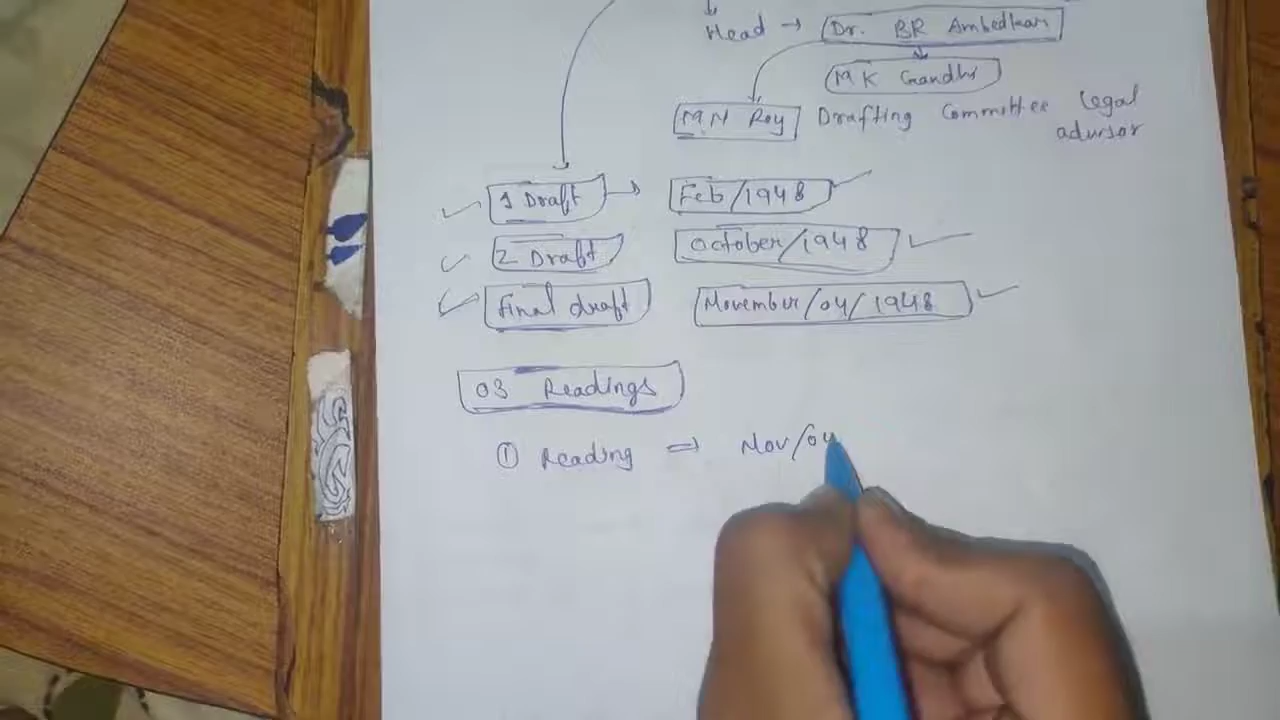 Head → Dr. BR Ambedkar
MK Gandhi
MN Roy Drafting Committee legal
advisor
1 Draft → Feb/1948
2 Draft October/1948
final draft November/04/1948
03 Readings
① Reading ⇒ Nov/04